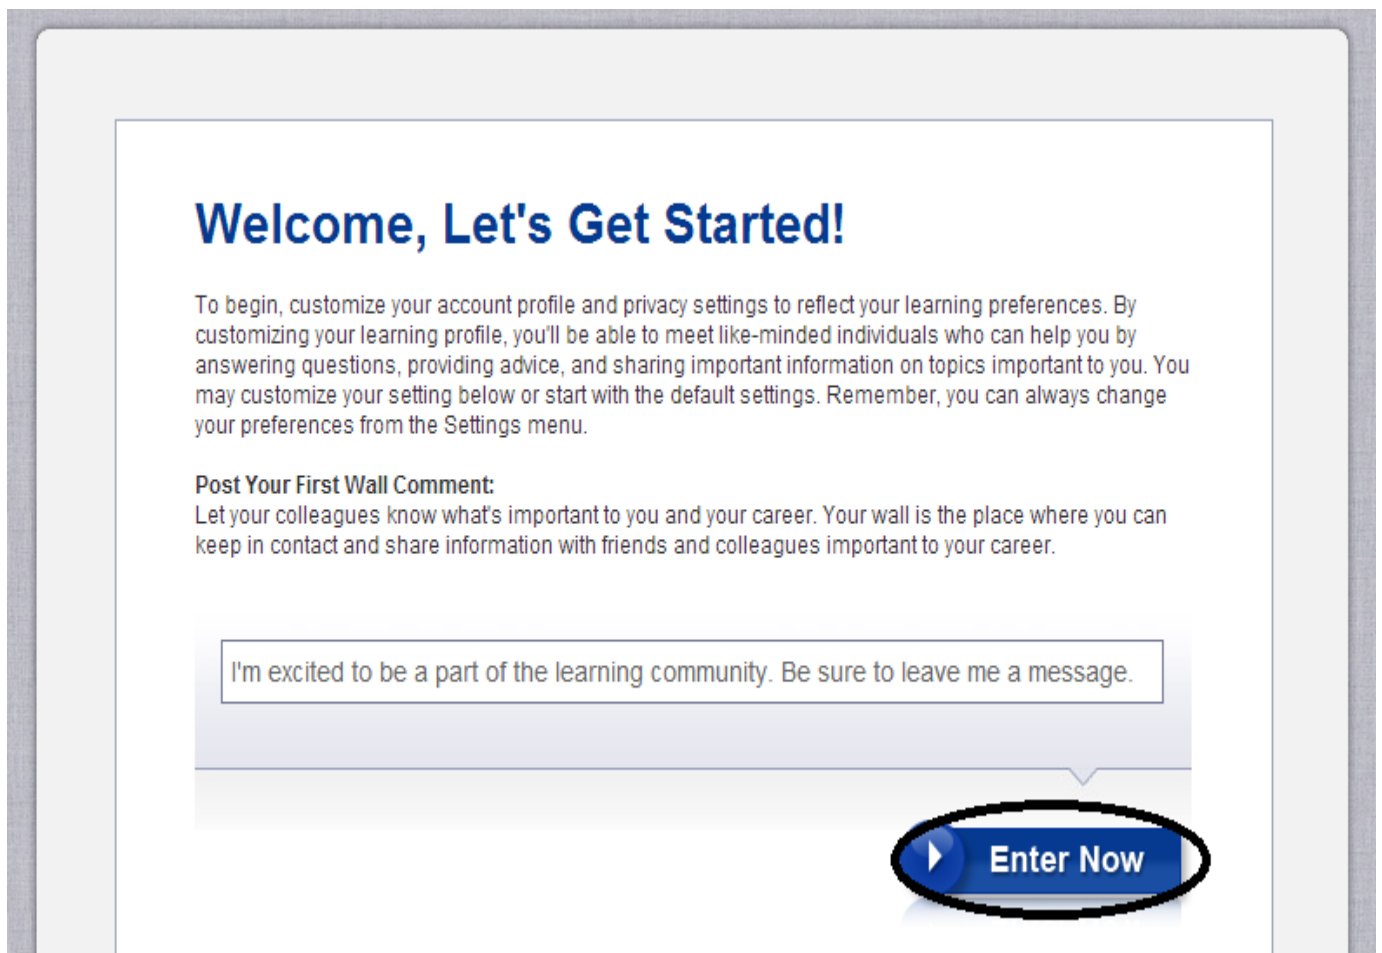 Welcome, Let's Get Started!
To begin, customize your account profile and privacy settings to reflect your learning preferences. By
customizing your learning profile, you'll be able to meet like-minded individuals who can help you by
answering questions, providing advice, and sharing important information on topics important to you. You
may customize your setting below or start with the default settings. Remember, you can always change
your preferences from the Settings menu.
Post Your First Wall Comment:
Let your colleagues know what's important to you and your career. Your wall is the place where you can
keep in contact and share information with friends and colleagues important to your career.
I'm excited to be a part of the learning community. Be sure to leave me a message.
Enter Now